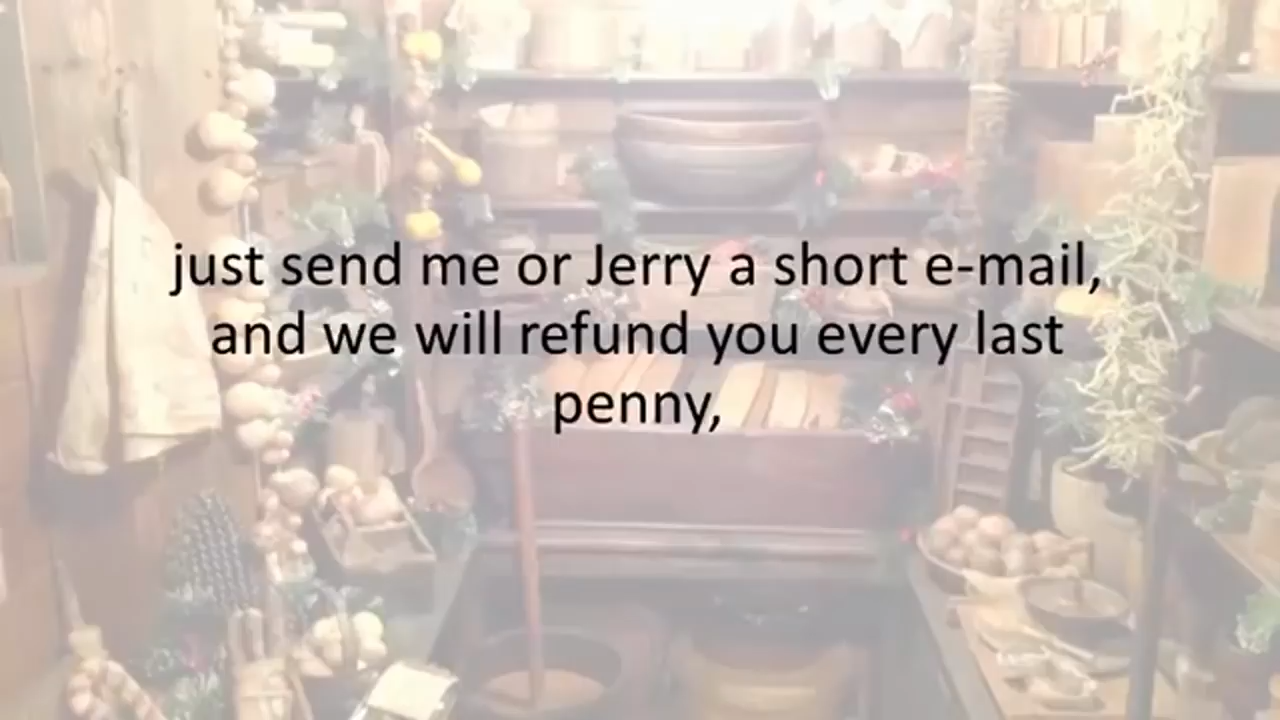 just send me or Jerry a short e-mail,
and we will refund you every last
penny,